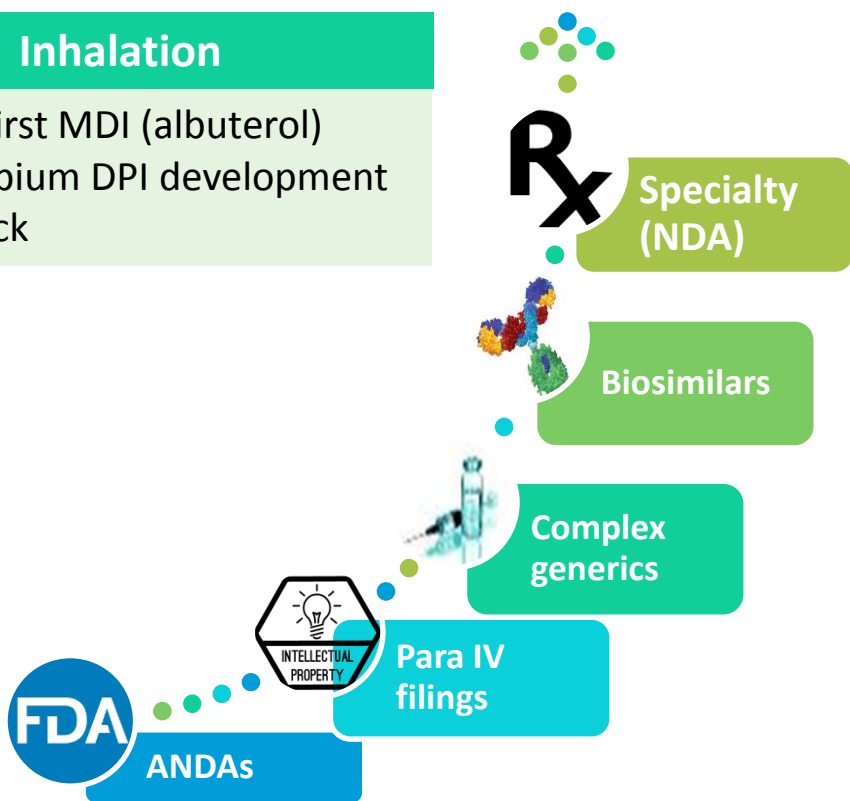 Inhalation
irst MDI (albuterol)
pium DPI development
ck
Rx
Specialty
(NDA)
Biosimilars
Complex
generics
INTELLECTUAL
PROPERTY
Para IV
filings
FDA
ANDAs